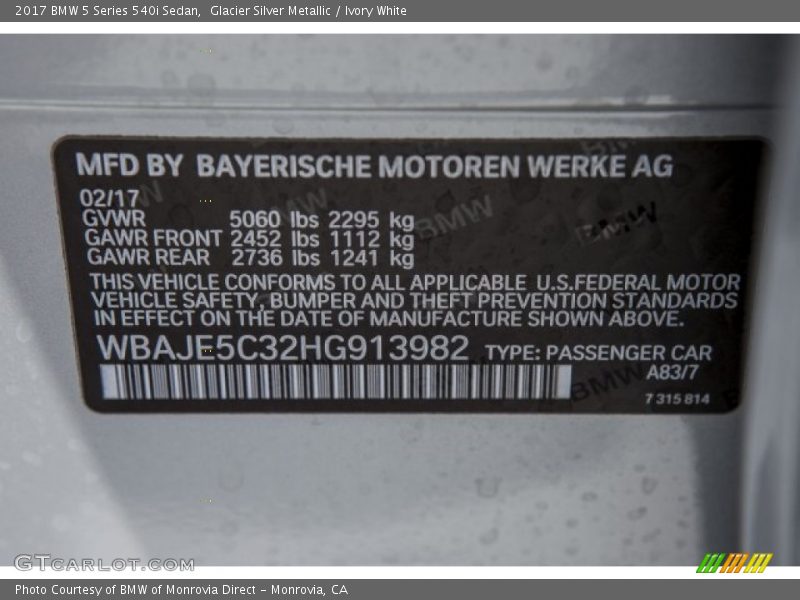 2017 BMW 5 Series 540i Sedan,  Glacier Silver Metallic / Ivory White
MFD BY BAYERISCHE MOTOREN WERKE AG
02/17
GVWR 5060 lbs 2295 kg
GAWR FRONT 2452 lbs 1112 kg
GAWR REAR 2736 lbs 1241 kg
THIS VEHICLE CONFORMS TO ALL APPLICABLE U.S.FEDERAL MOTOR
VEHICLE SAFETY, BUMPER AND THEFT PREVENTION STANDARDS
IN EFFECT ON THE DATE OF MANUFACTURE SHOWN ABOVE.
WBAJE5C32HG913982 TYPE: PASSENGER CAR
A83/7
7 315 814
BMW
BMW
BMW
BMW
GTCARLOT.COM
Photo Courtesy of BMW of Monrovia Direct - Monrovia, CA